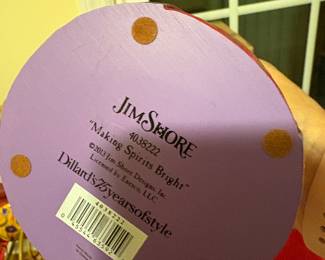 JIM SHORE
4038222
"Making Spirits Bright"
©2013 Jim Shore Designs, Inc.
Licensed by Enesco, LLC.
Dillard's 75 years of style
4038222